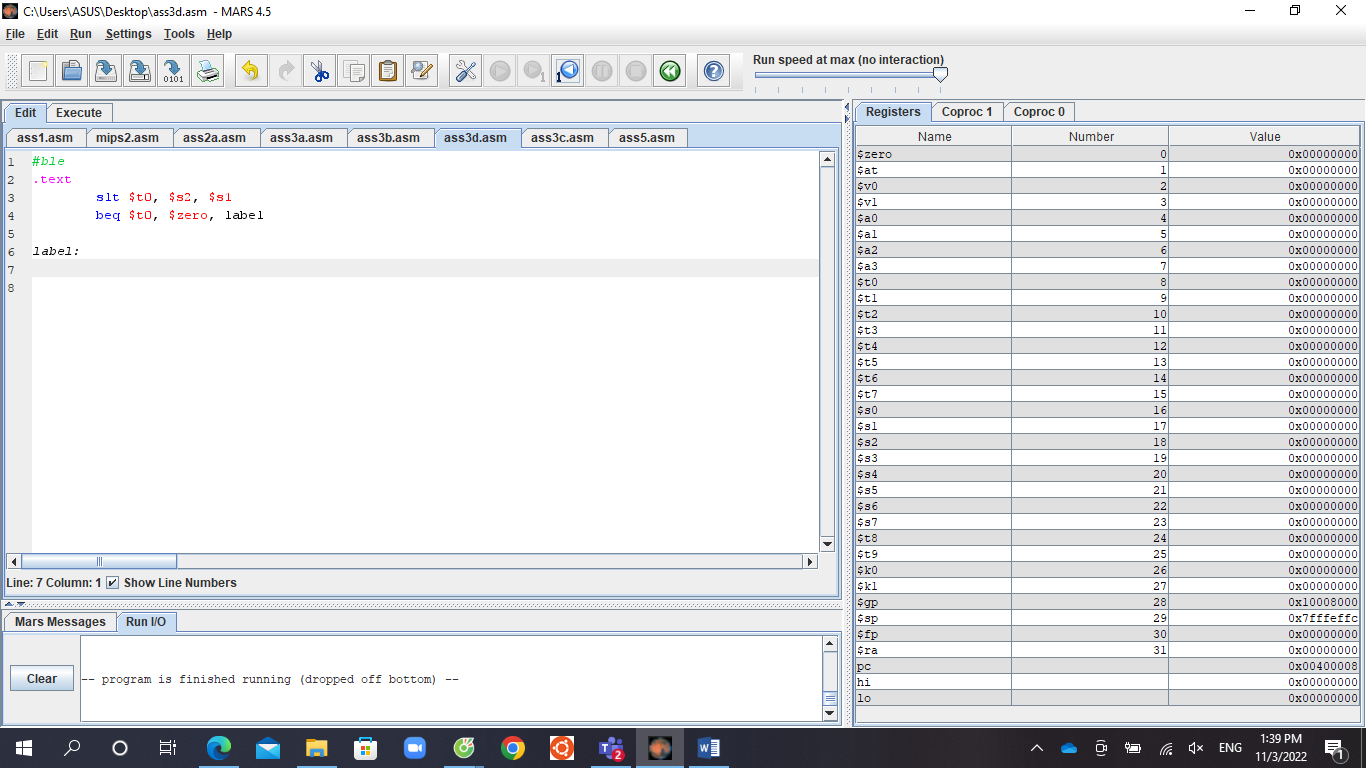 C:\Users\ASUS\Desktop\ass3d.asm - MARS 4.5
File Edit Run Settings Tools Help
Run speed at max (no interaction)
0101
1
1
Edit Execute
ass1.asm mips2.asm ass2a.asm ass3a.asm ass3b.asm ass3d.asm ass3c.asm ass5.asm
1 #ble
2 .text
3 slt $t0, $s2, $s1
4 beq $t0, $zero, label
5
6 label:
7
8
Line: 7 Column: 1 Show Line Numbers
Mars Messages Run I/O
Clear
-- program is finished running (dropped off bottom) --
Registers Coproc 1 Coproc 0
Name Number Value
$zero 0 0x00000000
$at 1 0x00000000
$v0 2 0x00000000
$v1 3 0x00000000
$a0 4 0x00000000
$a1 5 0x00000000
$a2 6 0x00000000
$a3 7 0x00000000
$t0 8 0x00000000
$t1 9 0x00000000
$t2 10 0x00000000
$t3 11 0x00000000
$t4 12 0x00000000
$t5 13 0x00000000
$t6 14 0x00000000
$t7 15 0x00000000
$s0 16 0x00000000
$s1 17 0x00000000
$s2 18 0x00000000
$s3 19 0x00000000
$s4 20 0x00000000
$s5 21 0x00000000
$s6 22 0x00000000
$s7 23 0x00000000
$t8 24 0x00000000
$t9 25 0x00000000
$k0 26 0x00000000
$k1 27 0x00000000
$gp 28 0x10008000
$sp 29 0x7fffeffc
$fp 30 0x00000000
$ra 31 0x00000000
pc 0x00400008
hi 0x00000000
lo 0x00000000
2
ENG
1:39 PM
11/3/2022
1